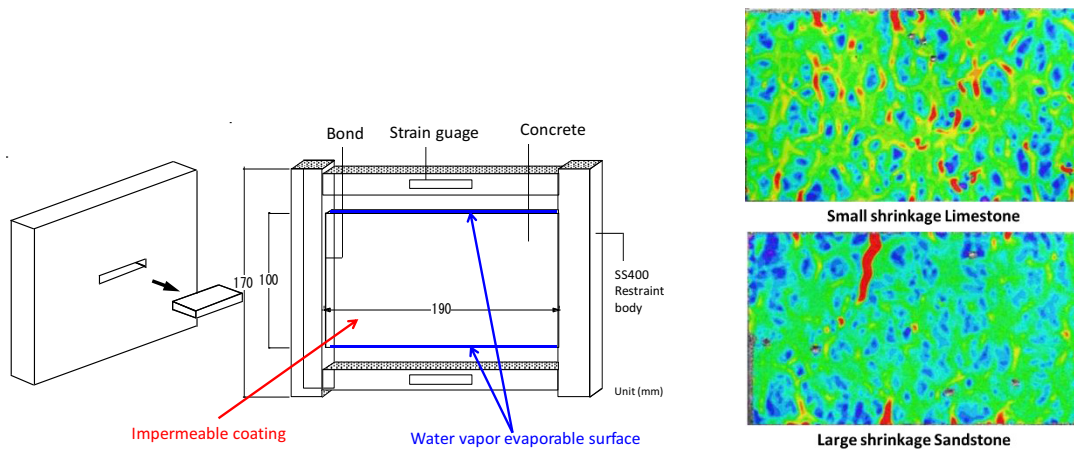 Bond
Strain guage
Concrete
170
100
190
SS400
Restraint
body
Unit (mm)
Impermeable coating
Water vapor evaporable surface
Small shrinkage Limestone
Large shrinkage Sandstone